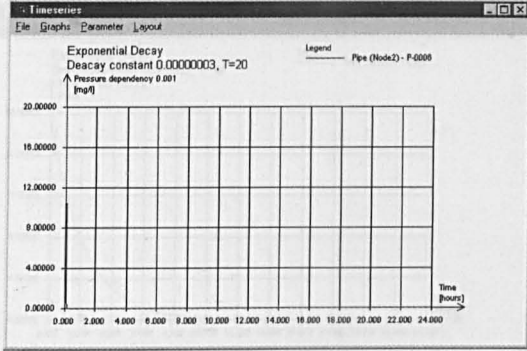 Timeseries
File Graphs Parameter Layout
Exponential Decay
Deacay constant 0.00000003, T=20
Pressure dependency 0.001
[mg/l]
Legend
Pipe (Node2) - P-0006
20.00000
16.00000
12.00000
8.00000
4.00000
0.00000
0.000 2.000 4.000 6.000 8.000 10.000 12.000 14.000 16.000 18.000 20.000 22.000 24.000
Time
[hours]